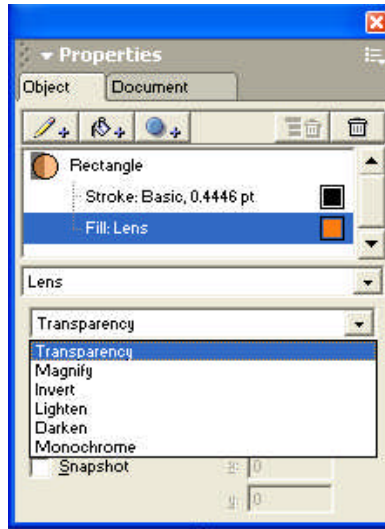 Properties
Object Document
Rectangle
Stroke: Basic, 0.4446 pt
Fill: Lens
Lens
Transparency
Transparency
Magnify
Invert
Lighten
Darken
Monochrome
Snapshot x: 0
y: 0